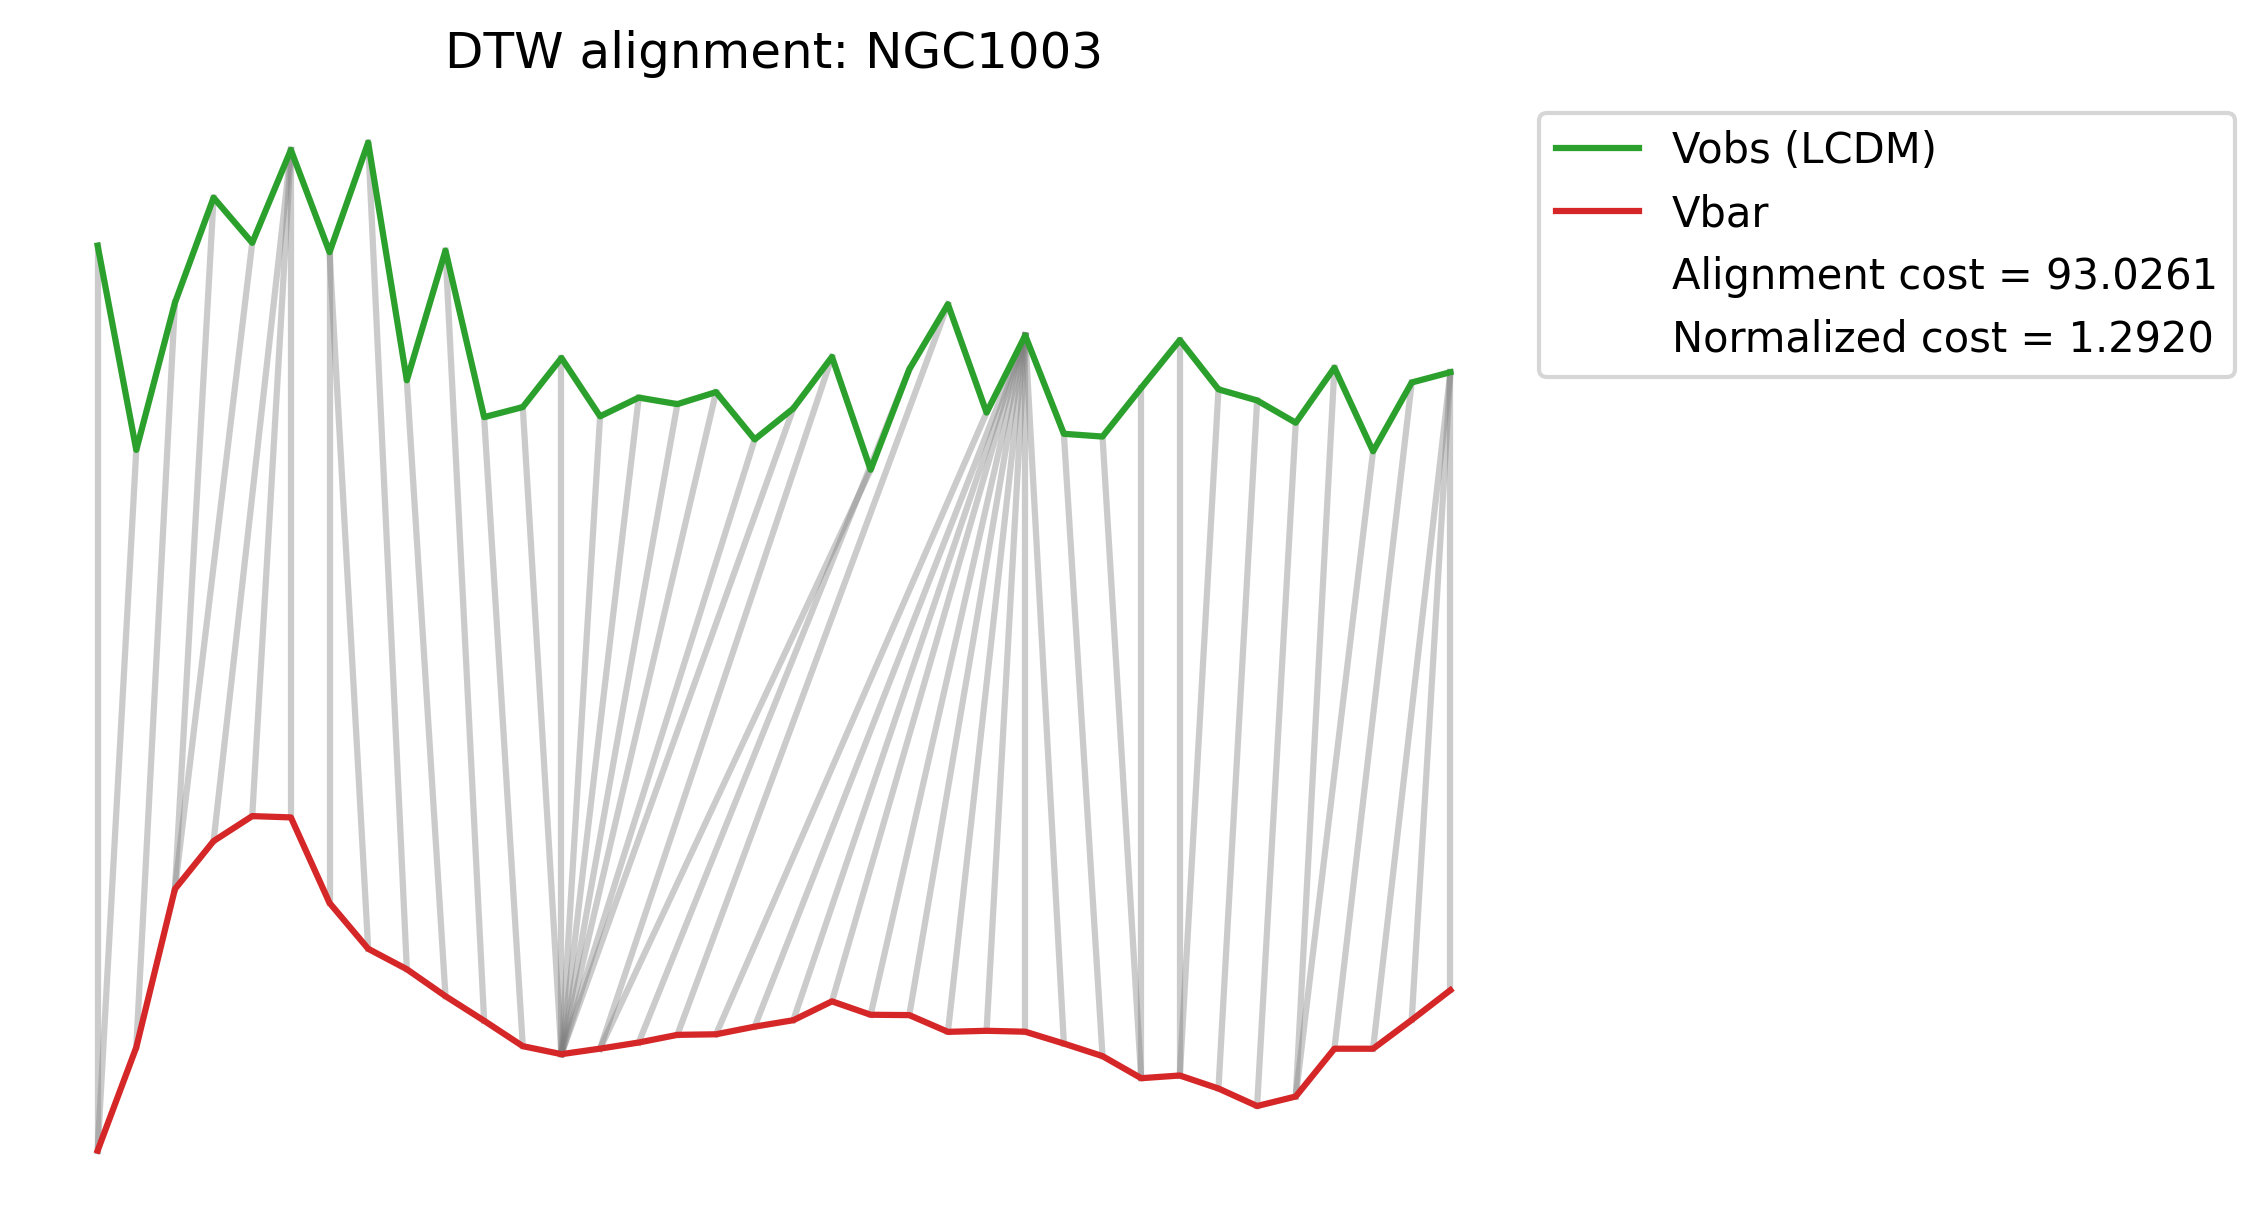 DTW alignment: NGC1003
Vobs (LCDM)
Vbar
Alignment cost = 93.0261
Normalized cost = 1.2920